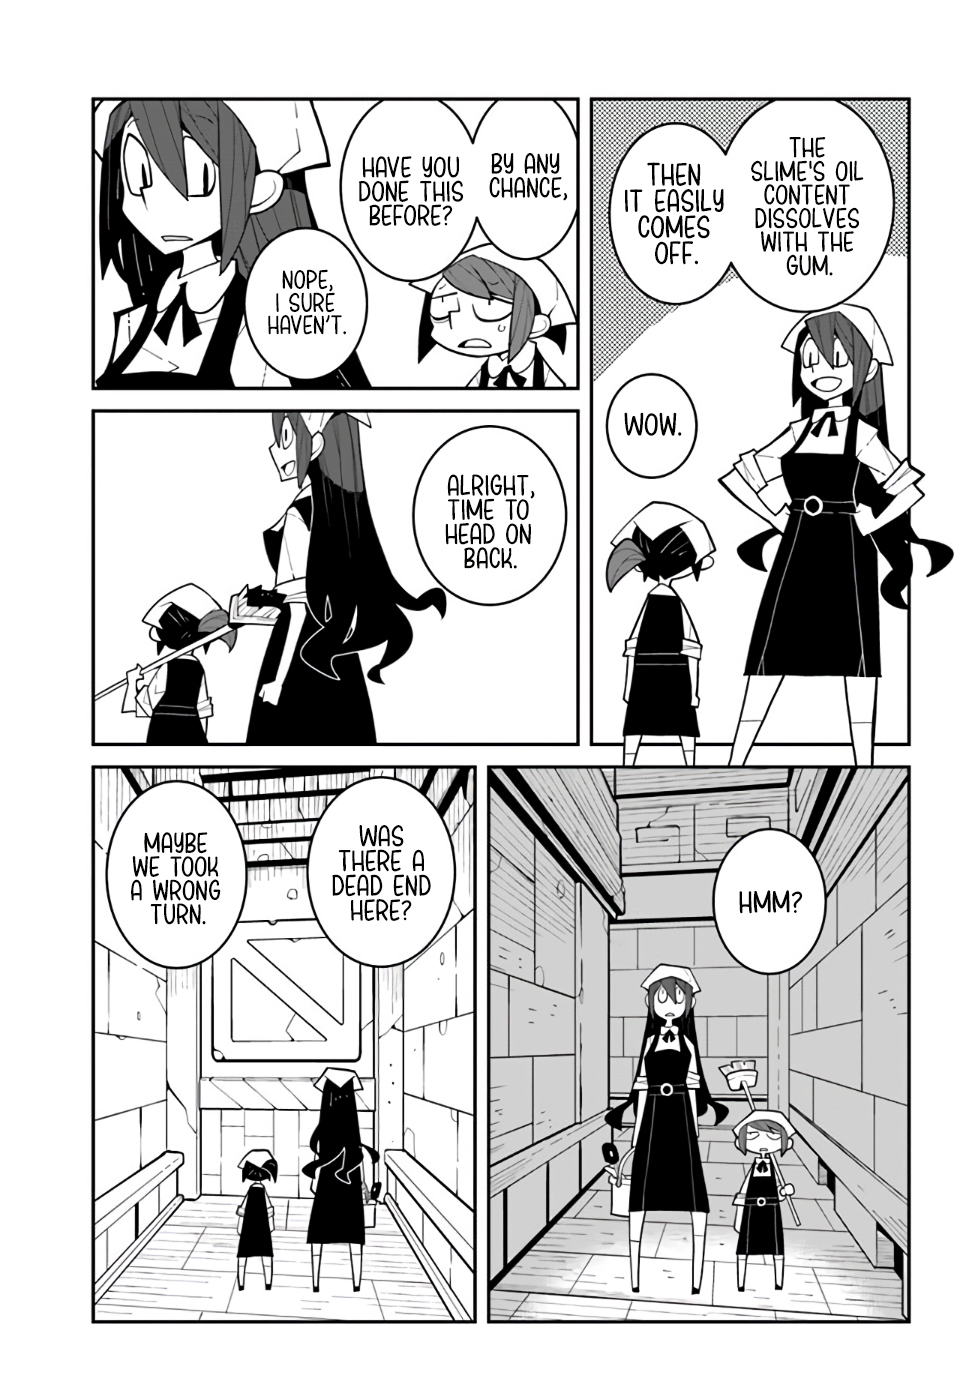 THE
SLIME'S OIL
CONTENT
DISSOLVES
WITH THE
GUM.
THEN
IT EASILY
COMES
OFF.
WOW.
BY ANY
CHANCE,
HAVE YOU
DONE THIS
BEFORE?
NOPE,
I SURE
HAVEN'T.
ALRIGHT,
TIME TO
HEAD ON
BACK.
HMM?
WAS
THERE A
DEAD END
HERE?
MAYBE
WE TOOK
A WRONG
TURN.